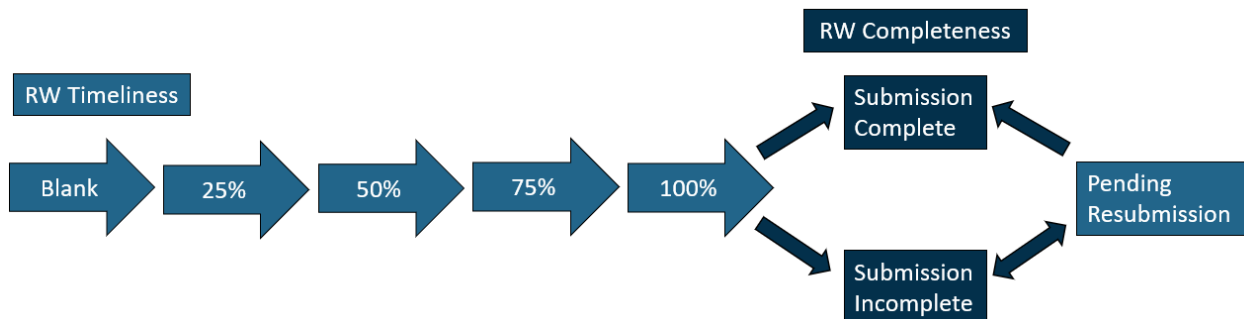 RW Timeliness
Blank
25%
50%
75%
100%
RW Completeness
Submission
Complete
Submission
Incomplete
Pending
Resubmission